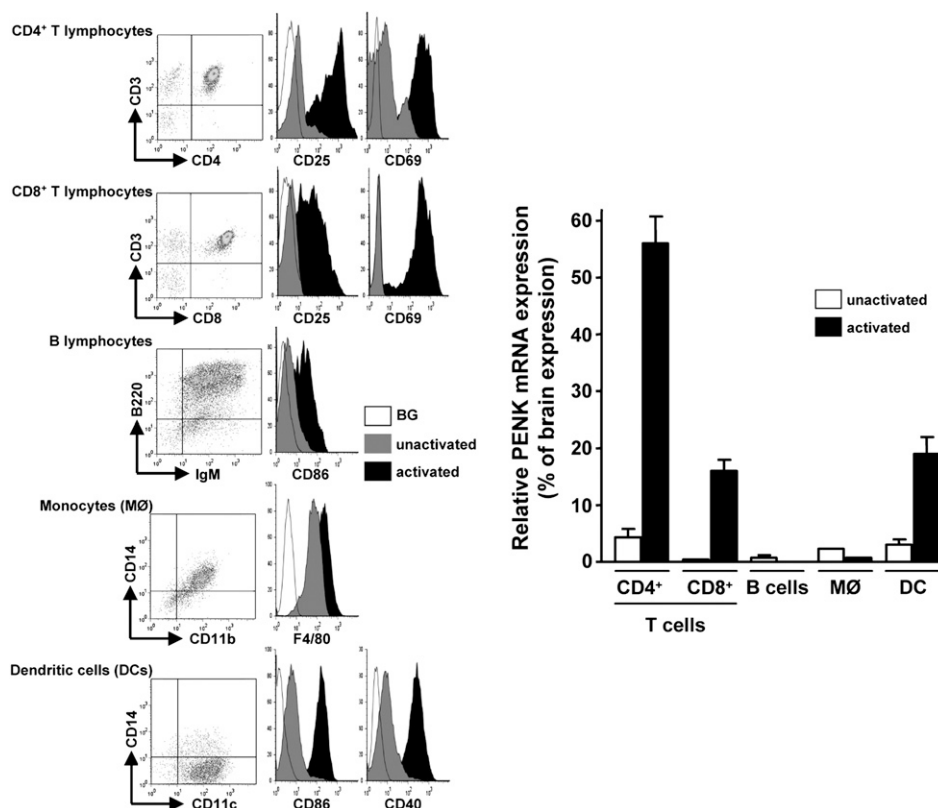 CD4⁺ T lymphocytes
CD3
CD4
CD25
CD69
CD8⁺ T lymphocytes
CD3
CD8
CD25
CD69
B lymphocytes
B220
IgM
CD86
BG
unactivated
activated
Monocytes (MØ)
CD14
CD11b
F4/80
Dendritic cells (DCs)
CD14
CD11c
CD86
CD40
Relative PENK mRNA expression
(% of brain expression)
60
50
40
30
20
10
0
unactivated
activated
CD4⁺ CD8⁺ B cells MØ DC
T cells